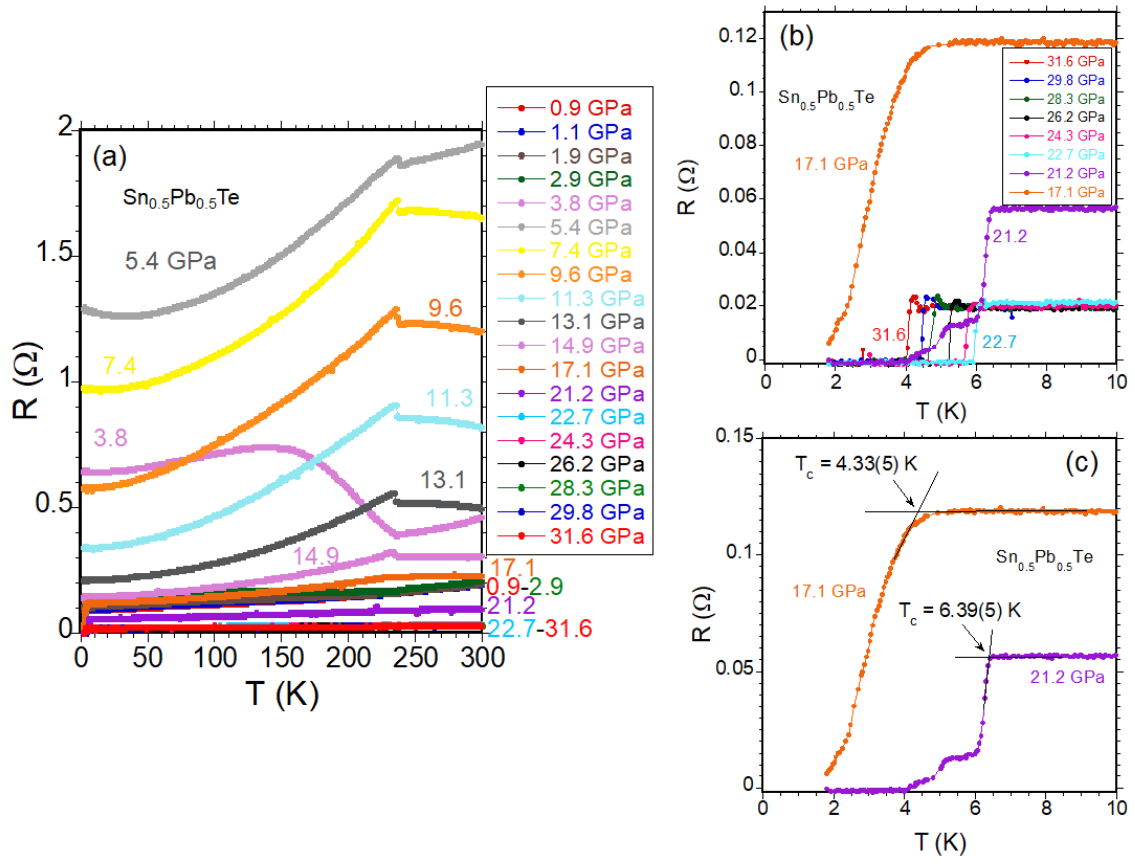 (a)
Sn0.5Pb0.5Te
5.4 GPa
7.4
9.6
3.8
11.3
13.1
14.9
17.1
0.9-2.9
21.2
22.7-31.6
2
1.5
1
0.5
0
0 50 100 150 200 250 300
R (Ω)
T (K)
0.9 GPa
1.1 GPa
1.9 GPa
2.9 GPa
3.8 GPa
5.4 GPa
7.4 GPa
9.6 GPa
11.3 GPa
13.1 GPa
14.9 GPa
17.1 GPa
21.2 GPa
22.7 GPa
24.3 GPa
26.2 GPa
28.3 GPa
29.8 GPa
31.6 GPa
(b)
Sn0.5Pb0.5Te
17.1 GPa
31.6 GPa
29.8 GPa
28.3 GPa
26.2 GPa
24.3 GPa
22.7 GPa
21.2 GPa
17.1 GPa
21.2
31.6
22.7
0.12
0.10
0.08
0.06
0.04
0.02
0
0 2 4 6 8 10
R (Ω)
T (K)
(c)
Tc = 4.33(5) K
Sn0.5Pb0.5Te
17.1 GPa
Tc = 6.39(5) K
21.2 GPa
0.15
0.10
0.05
0
0 2 4 6 8 10
R (Ω)
T (K)